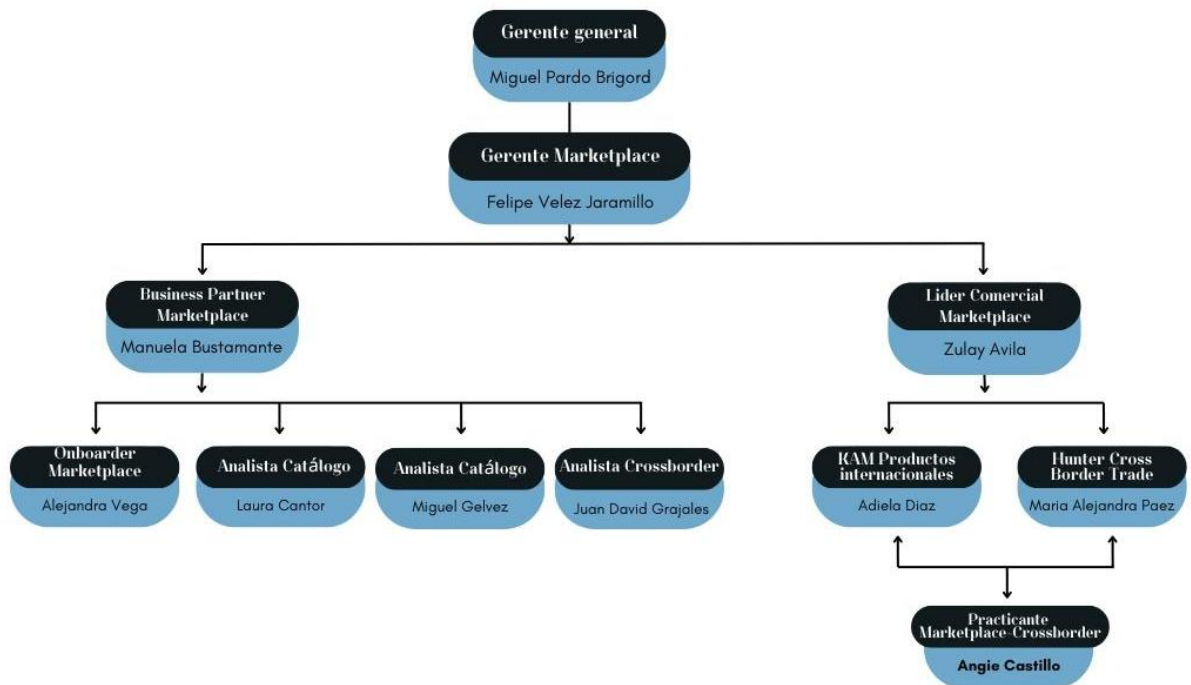 Gerente general
Miguel Pardo Brigord
Gerente Marketplace
Felipe Velez Jaramillo
Business Partner
Marketplace
Manuela Bustamante
Lider Comercial
Marketplace
Zulay Avila
Onboarder
Marketplace
Alejandra Vega
Analista Catálogo
Laura Cantor
Analista Catálogo
Miguel Gelvez
Analista Crossborder
Juan David Grajales
KAM Productos
internacionales
Adiela Diaz
Hunter Cross
Border Trade
Maria Alejandra Paez
Practicante
Marketplace-Crossborder
Angie Castillo